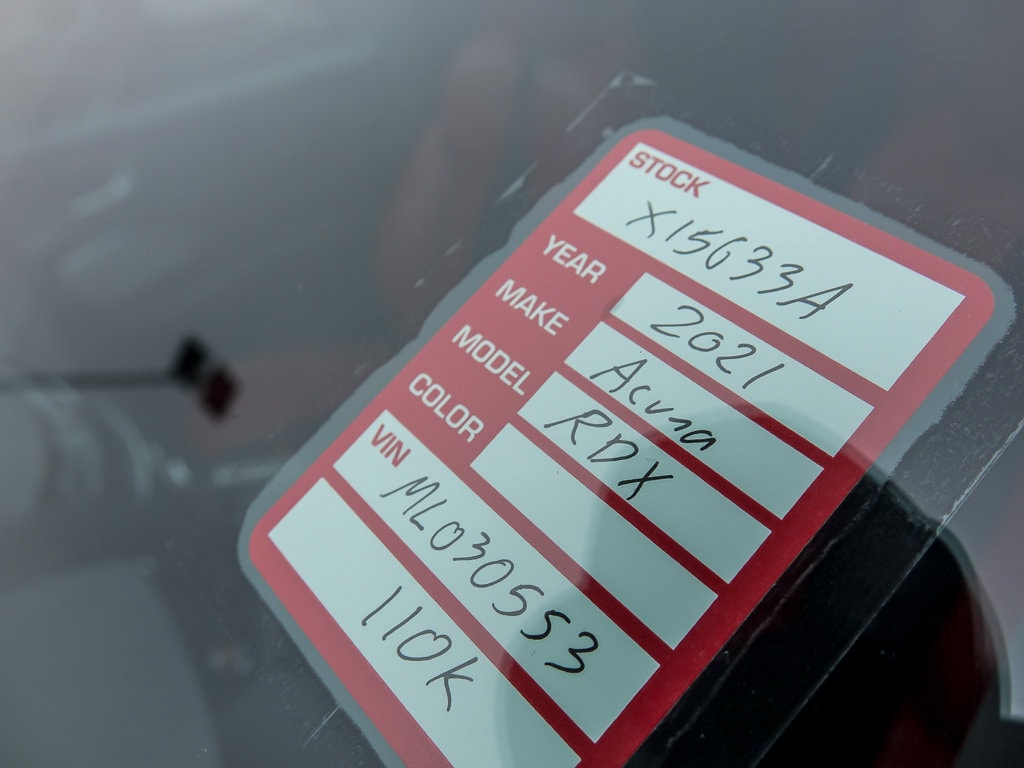 STOCK
X15633A
YEAR 2021
MAKE Acura
MODEL RDX
COLOR
VIN
ML030553
110K